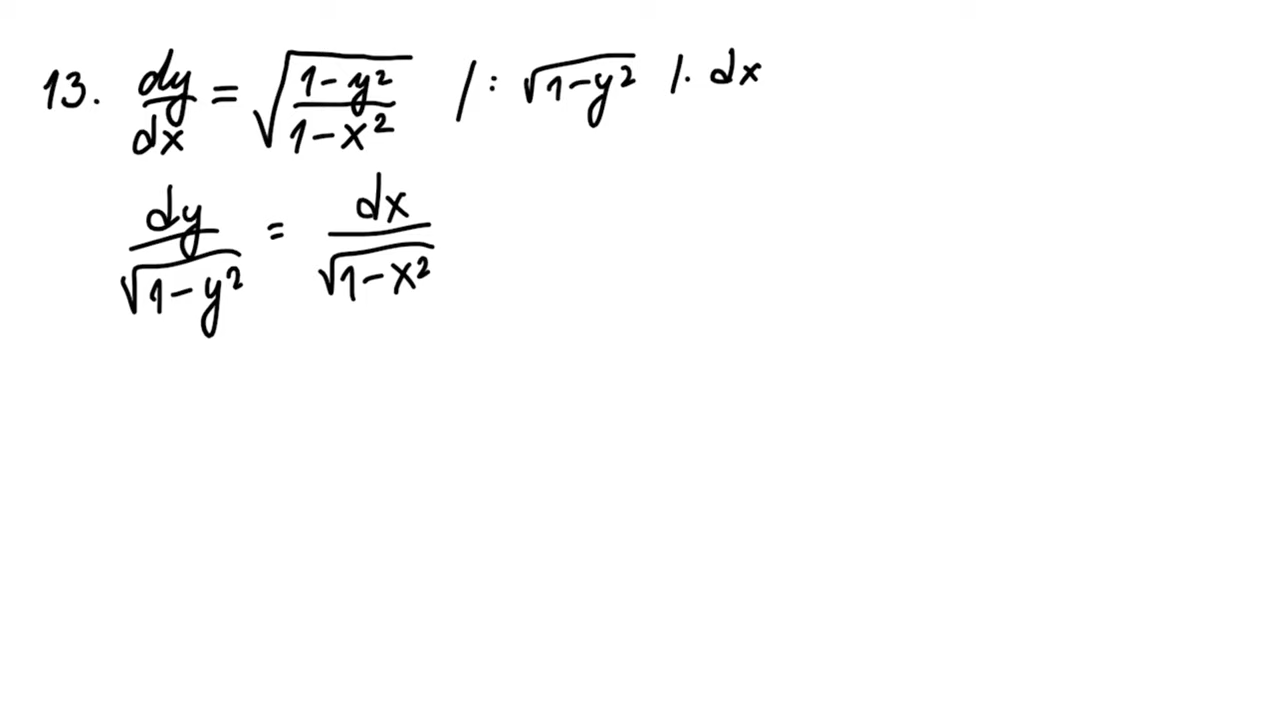 13. dy/dx = √((1-y²)/(1-x²)) /: √(1-y²) /· dx
dy/√(1-y²) = dx/√(1-x²)